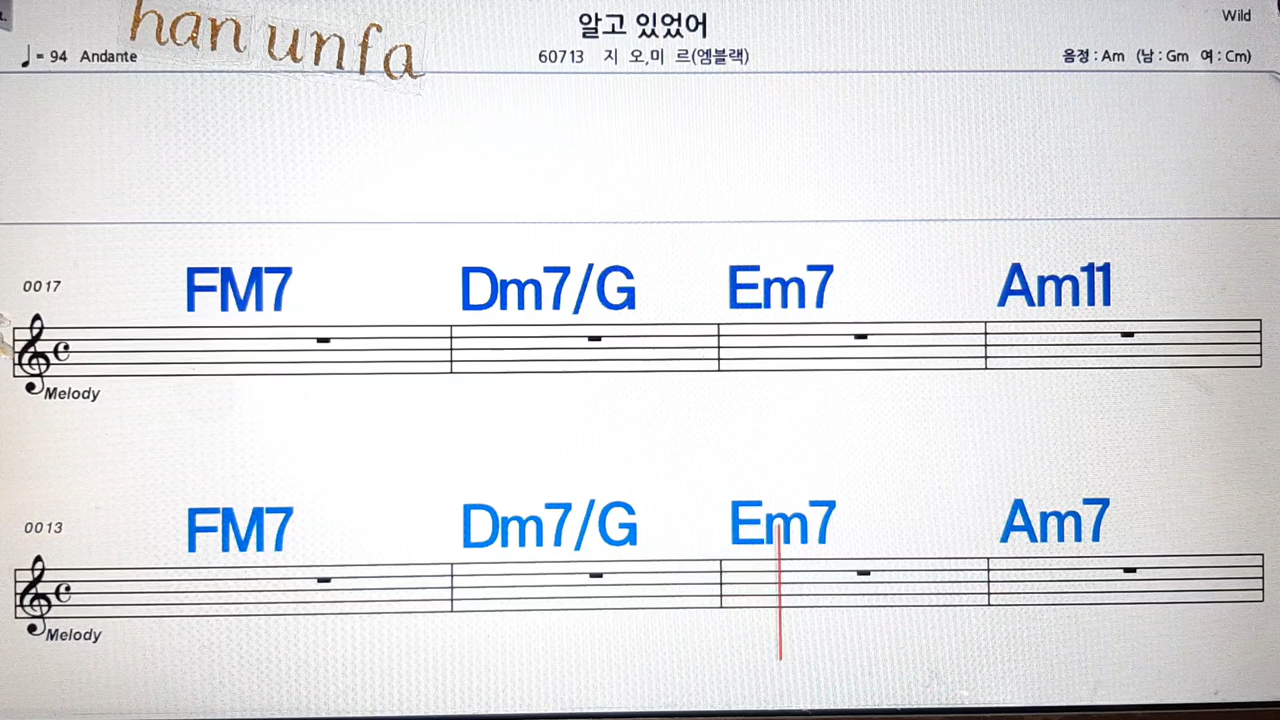 han unfa
알고 있었어
Wild
♩= 94 Andante
60713 지 오,미 르(엠블랙)
음정 : Am (남 : Gm 여 : Cm)
0017
FM7 Dm7/G Em7 Am11
Melody
0013
FM7 Dm7/G Em7 Am7
Melody